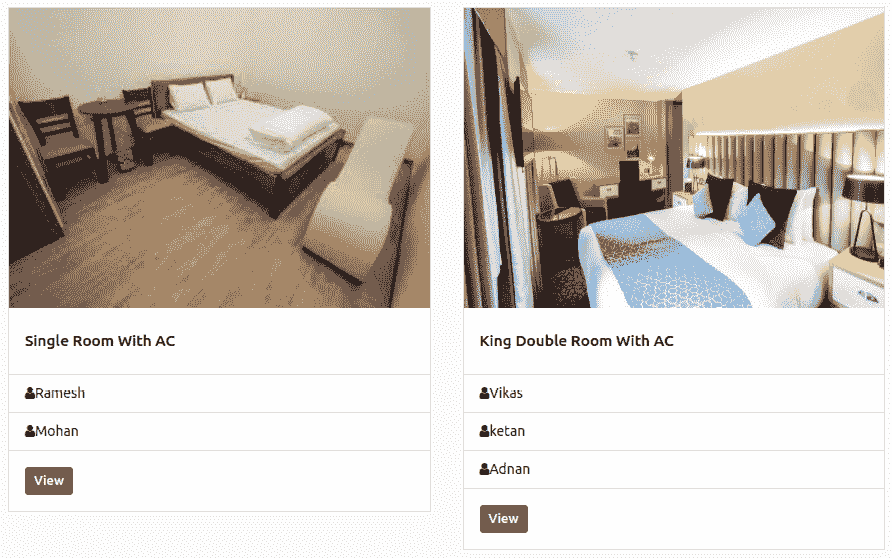 Single Room With AC
Ramesh
Mohan
View
King Double Room With AC
Vikas
ketan
Adnan
View